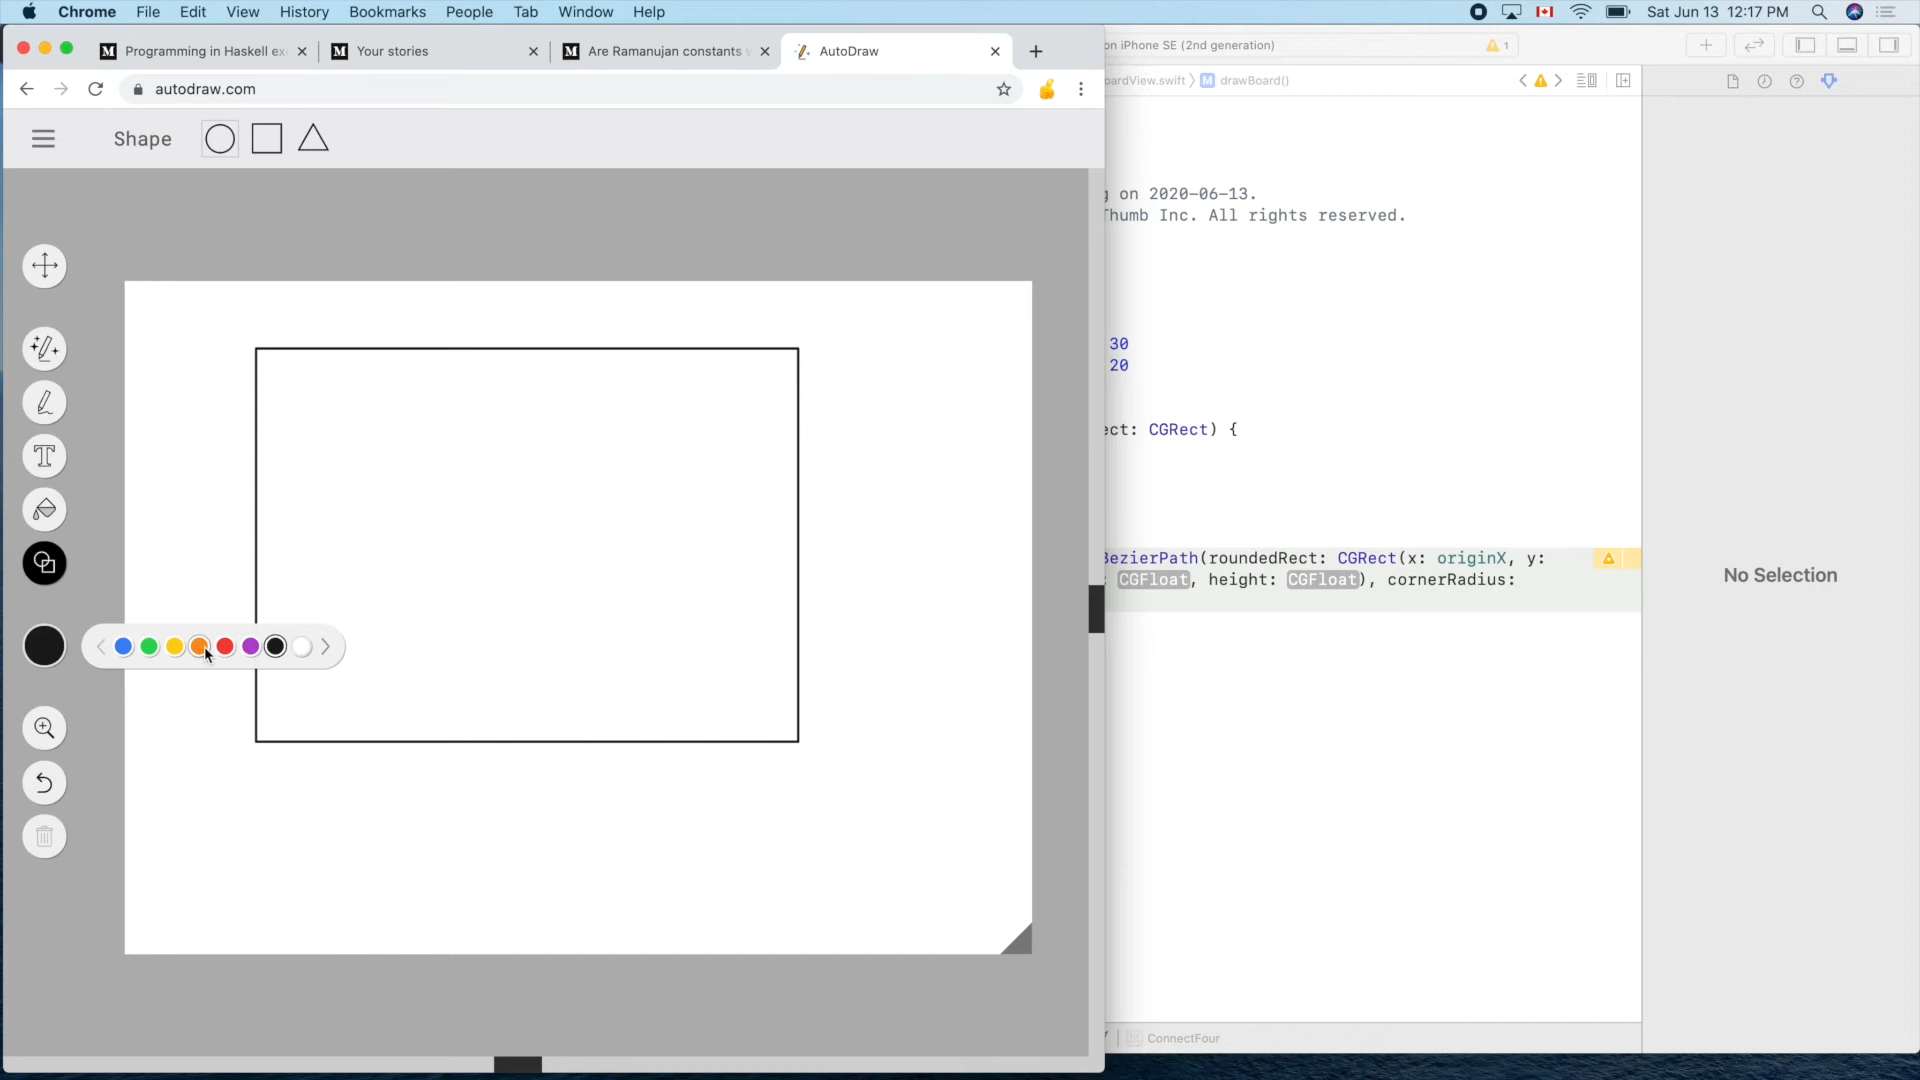 Chrome File Edit View History Bookmarks People Tab Window Help Sat Jun 13 12:17 PM
Programming in Haskell ex Your stories Are Ramanujan constants AutoDraw
on iPhone SE (2nd generation) 1
autodraw.com
oardView.swift drawBoard()
Shape
g on 2020-06-13.
Thumb Inc. All rights reserved.
30
20
ect: CGRect) {
BezierPath(roundedRect: CGRect(x: originX, y:
: CGFloat, height: CGFloat), cornerRadius:
No Selection
ConnectFour